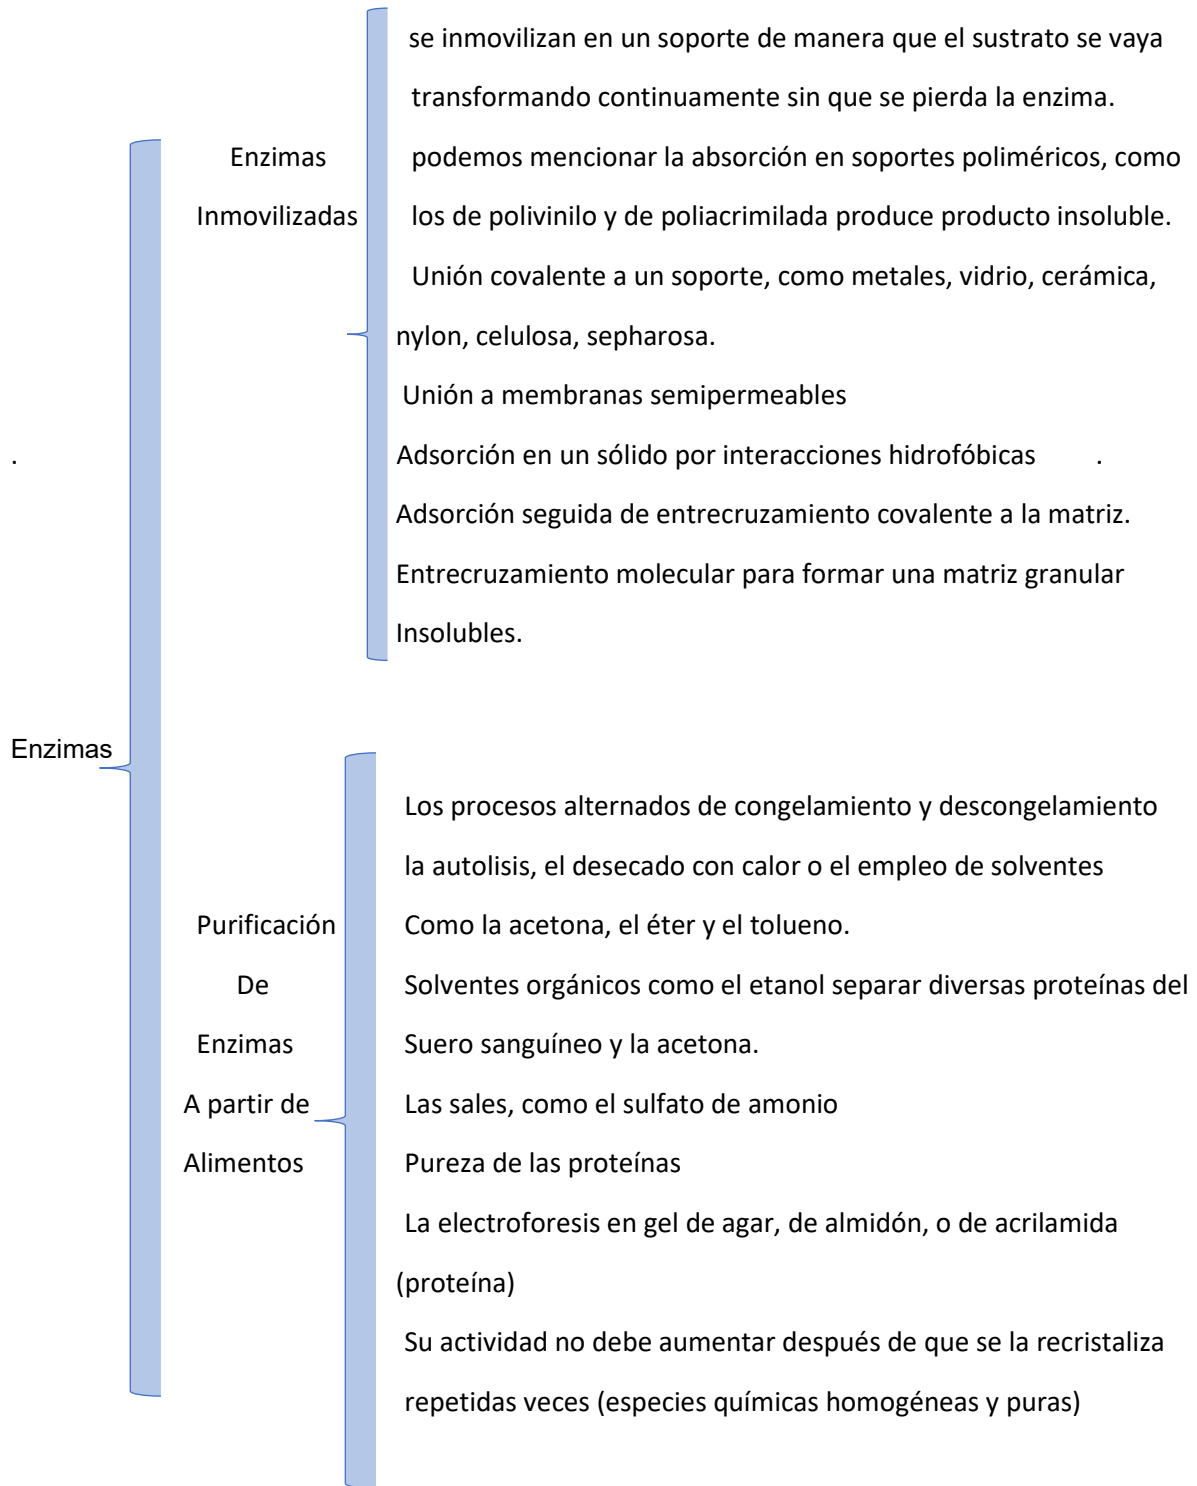 se inmovilizan en un soporte de manera que el sustrato se vaya
transformando continuamente sin que se pierda la enzima.
Enzimas podemos mencionar la absorción en soportes poliméricos, como
Inmovilizadas los de polivinilo y de poliacrimilada produce producto insoluble.
Unión covalente a un soporte, como metales, vidrio, cerámica,
nylon, celulosa, sepharosa.
Unión a membranas semipermeables
. Adsorción en un sólido por interacciones hidrofóbicas .
Adsorción seguida de entrecruzamiento covalente a la matriz.
Entrecruzamiento molecular para formar una matriz granular
Insolubles.
Enzimas
Los procesos alternados de congelamiento y descongelamiento
la autolisis, el desecado con calor o el empleo de solventes
Purificación Como la acetona, el éter y el tolueno.
De Solventes orgánicos como el etanol separar diversas proteínas del
Enzimas Suero sanguíneo y la acetona.
A partir de Las sales, como el sulfato de amonio
Alimentos Pureza de las proteínas
La electroforesis en gel de agar, de almidón, o de acrilamida
(proteína)
Su actividad no debe aumentar después de que se la recristaliza
repetidas veces (especies químicas homogéneas y puras)